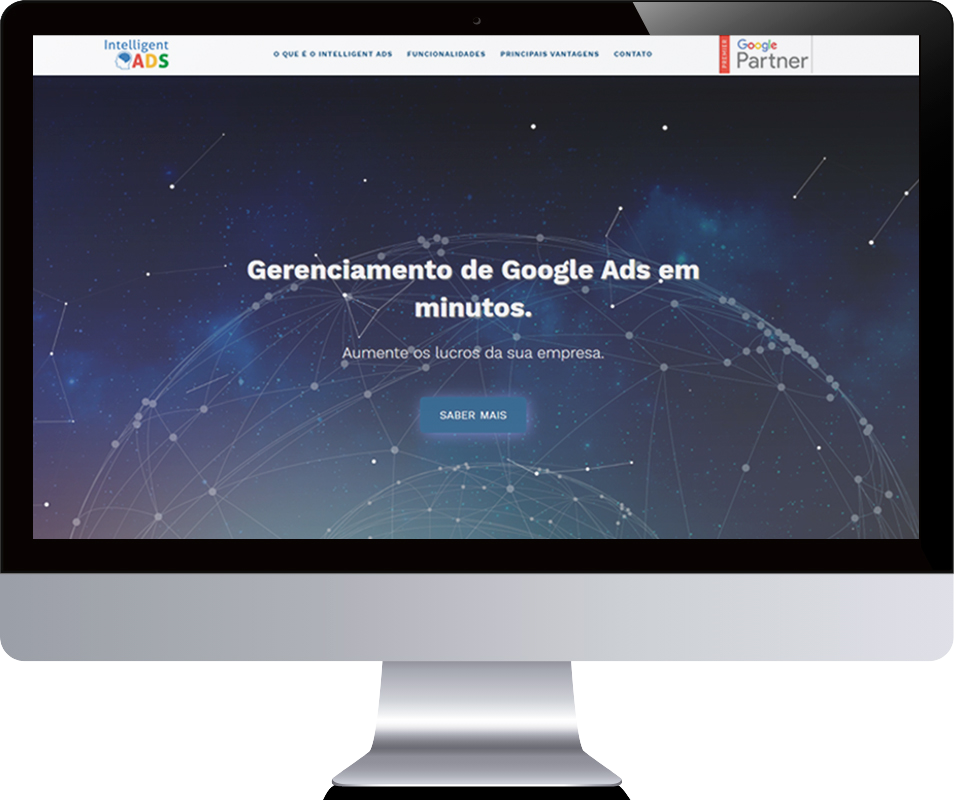 Intelligent
ADS
O QUE É O INTELLIGENT ADS FUNCIONALIDADES PRINCIPAIS VANTAGENS CONTATO
PREMIER
Google
Partner
Gerenciamento de Google Ads em
minutos.
Aumente os lucros da sua empresa.
SABER MAIS